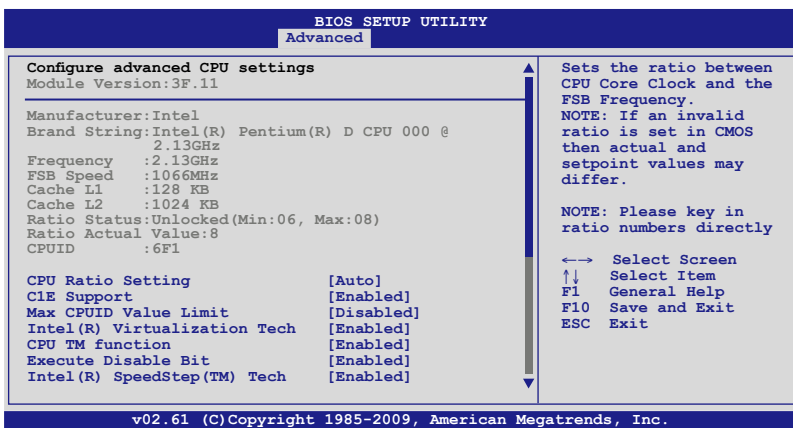 BIOS SETUP UTILITY
Advanced
Configure advanced CPU settings
Module Version:3F.11
Manufacturer:Intel
Brand String:Intel(R) Pentium(R) D CPU 000 @
2.13GHz
Frequency :2.13GHz
FSB Speed :1066MHz
Cache L1 :128 KB
Cache L2 :1024 KB
Ratio Status:Unlocked(Min:06, Max:08)
Ratio Actual Value:8
CPUID :6F1
CPU Ratio Setting [Auto]
C1E Support [Enabled]
Max CPUID Value Limit [Disabled]
Intel(R) Virtualization Tech [Enabled]
CPU TM function [Enabled]
Execute Disable Bit [Enabled]
Intel(R) SpeedStep(TM) Tech [Enabled]
Sets the ratio between
CPU Core Clock and the
FSB Frequency.
NOTE: If an invalid
ratio is set in CMOS
then actual and
setpoint values may
differ.
NOTE: Please key in
ratio numbers directly
←→ Select Screen
↑↓ Select Item
F1 General Help
F10 Save and Exit
ESC Exit
v02.61 (C)Copyright 1985-2009, American Megatrends, Inc.